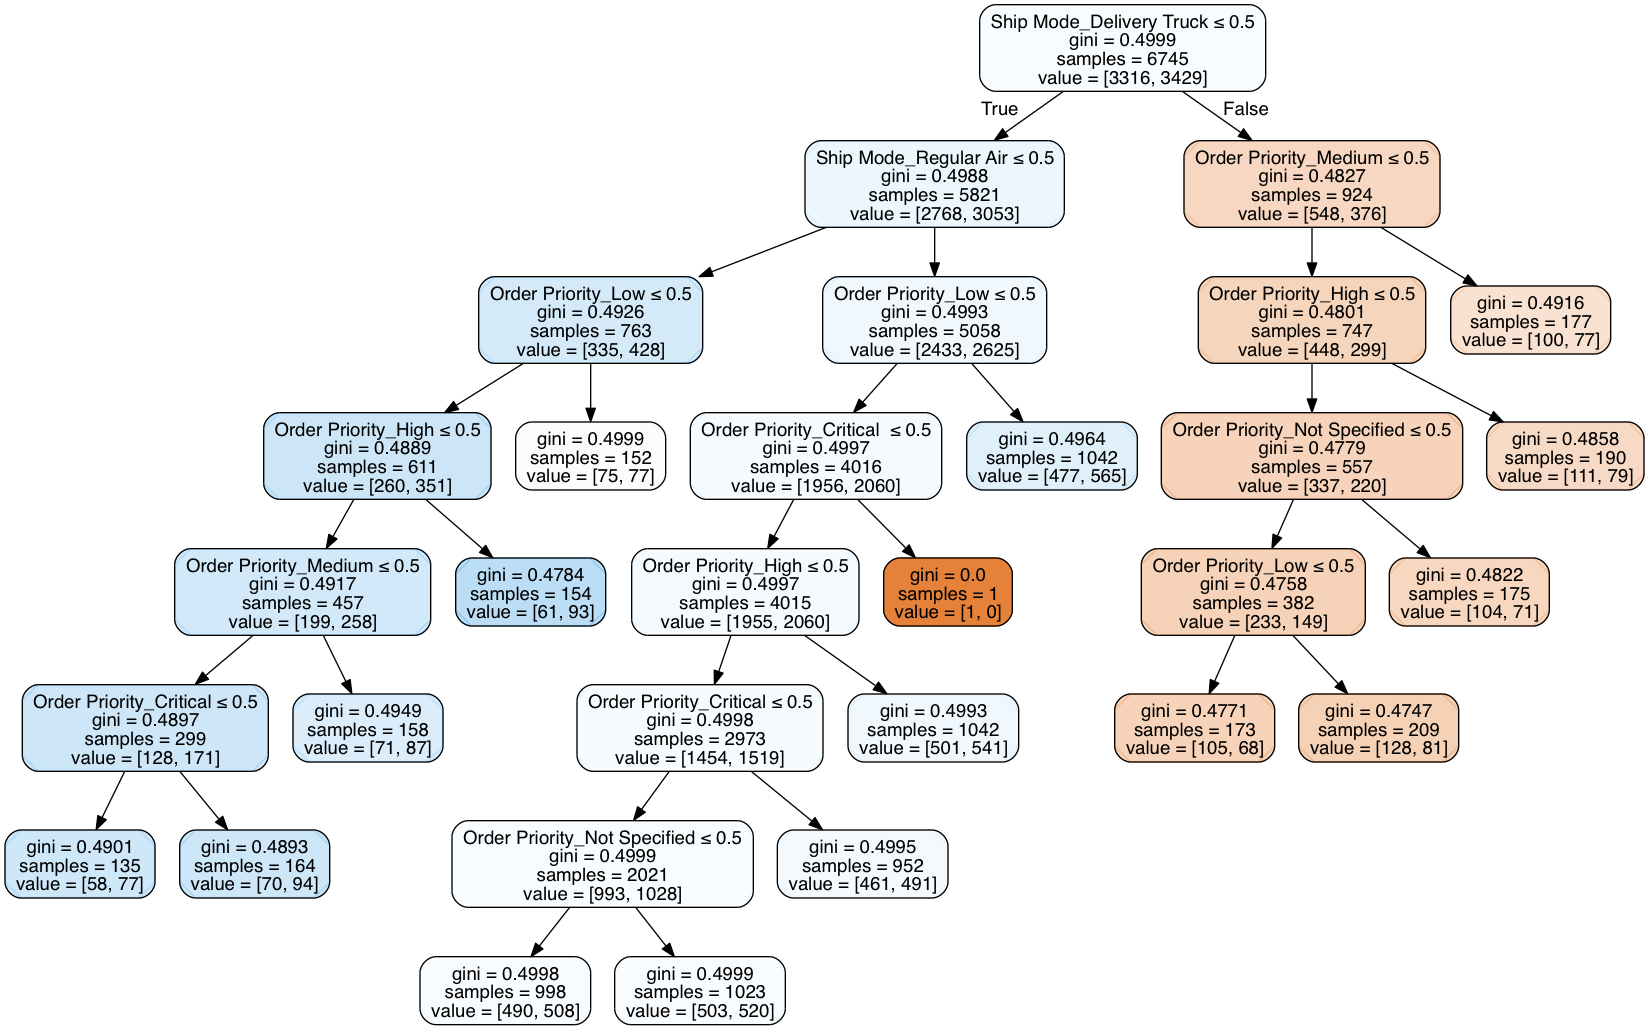 Ship Mode_Delivery Truck ≤ 0.5
gini = 0.4999
samples = 6745
value = [3316, 3429]
True
False
Ship Mode_Regular Air ≤ 0.5
gini = 0.4988
samples = 5821
value = [2768, 3053]
Order Priority_Medium ≤ 0.5
gini = 0.4827
samples = 924
value = [548, 376]
Order Priority_Low ≤ 0.5
gini = 0.4926
samples = 763
value = [335, 428]
Order Priority_Low ≤ 0.5
gini = 0.4993
samples = 5058
value = [2433, 2625]
Order Priority_High ≤ 0.5
gini = 0.4801
samples = 747
value = [448, 299]
gini = 0.4916
samples = 177
value = [100, 77]
Order Priority_High ≤ 0.5
gini = 0.4889
samples = 611
value = [260, 351]
gini = 0.4999
samples = 152
value = [75, 77]
Order Priority_Critical  ≤ 0.5
gini = 0.4997
samples = 4016
value = [1956, 2060]
gini = 0.4964
samples = 1042
value = [477, 565]
Order Priority_Not Specified ≤ 0.5
gini = 0.4779
samples = 557
value = [337, 220]
gini = 0.4858
samples = 190
value = [111, 79]
Order Priority_Medium ≤ 0.5
gini = 0.4917
samples = 457
value = [199, 258]
gini = 0.4784
samples = 154
value = [61, 93]
Order Priority_High ≤ 0.5
gini = 0.4997
samples = 4015
value = [1955, 2060]
gini = 0.0
samples = 1
value = [1, 0]
Order Priority_Low ≤ 0.5
gini = 0.4758
samples = 382
value = [233, 149]
gini = 0.4822
samples = 175
value = [104, 71]
Order Priority_Critical ≤ 0.5
gini = 0.4897
samples = 299
value = [128, 171]
gini = 0.4949
samples = 158
value = [71, 87]
Order Priority_Critical ≤ 0.5
gini = 0.4998
samples = 2973
value = [1454, 1519]
gini = 0.4993
samples = 1042
value = [501, 541]
gini = 0.4771
samples = 173
value = [105, 68]
gini = 0.4747
samples = 209
value = [128, 81]
gini = 0.4901
samples = 135
value = [58, 77]
gini = 0.4893
samples = 164
value = [70, 94]
Order Priority_Not Specified ≤ 0.5
gini = 0.4999
samples = 2021
value = [993, 1028]
gini = 0.4995
samples = 952
value = [461, 491]
gini = 0.4998
samples = 998
value = [490, 508]
gini = 0.4999
samples = 1023
value = [503, 520]